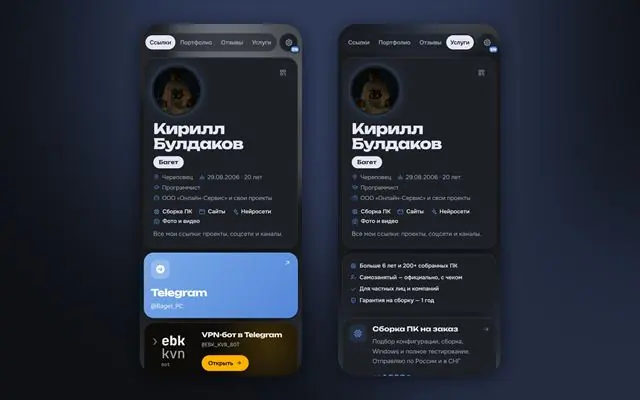 Ссылки Портфолио Отзывы Услуги
EN
Кирилл
Булдаков
Багет
Череповец 29.08.2006 · 20 лет
Программист
ООО «Онлайн-Сервис» и свои проекты
Сборка ПК Сайты Нейросети
Фото и видео
Все мои ссылки: проекты, соцсети и каналы.
Telegram
@Baget_PC
ebk
kvn
BOT
VPN-бот в Telegram
@EBK_KVN_BOT
Открыть
Ссылки Портфолио Отзывы Услуги
EN
Кирилл
Булдаков
Багет
Череповец 29.08.2006 · 20 лет
Программист
ООО «Онлайн-Сервис» и свои проекты
Сборка ПК Сайты Нейросети
Фото и видео
Все мои ссылки: проекты, соцсети и каналы.
Больше 6 лет и 200+ собранных ПК
Самозанятый — официально, с чеком
Для частных лиц и компаний
Гарантия на сборку — 1 год
Сборка ПК на заказ
Подбор конфигурации, сборка,
Windows и полное тестирование.
Отправляю по России и в СНГ